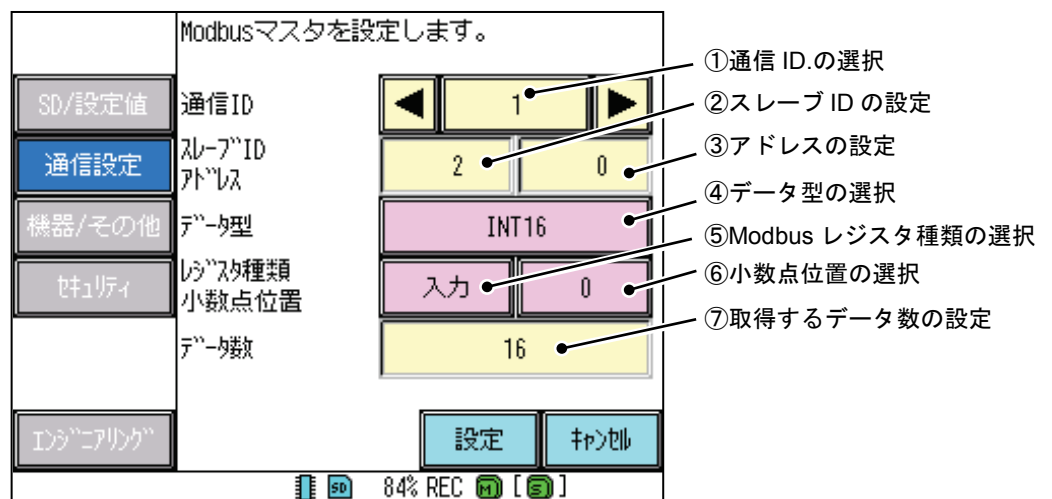 Modbusマスタを設定します。
①通信 ID.の選択
SD/設定値
通信ID
1
②スレーブ ID の設定
通信設定
ｽﾚｰﾌﾞID
ｱﾄﾞﾚｽ
2
0
③アドレスの設定
④データ型の選択
機器/その他
ﾃﾞｰﾀ型
INT16
⑤Modbus レジスタ種類の選択
ｾｷｭﾘﾃｨ
ﾚｼﾞｽﾀ種類
小数点位置
入力
0
⑥小数点位置の選択
⑦取得するデータ数の設定
ﾃﾞｰﾀ数
16
ｴﾝｼﾞﾆｱﾘﾝｸﾞ
設定
ｷｬﾝｾﾙ
SD
84% REC M [S]